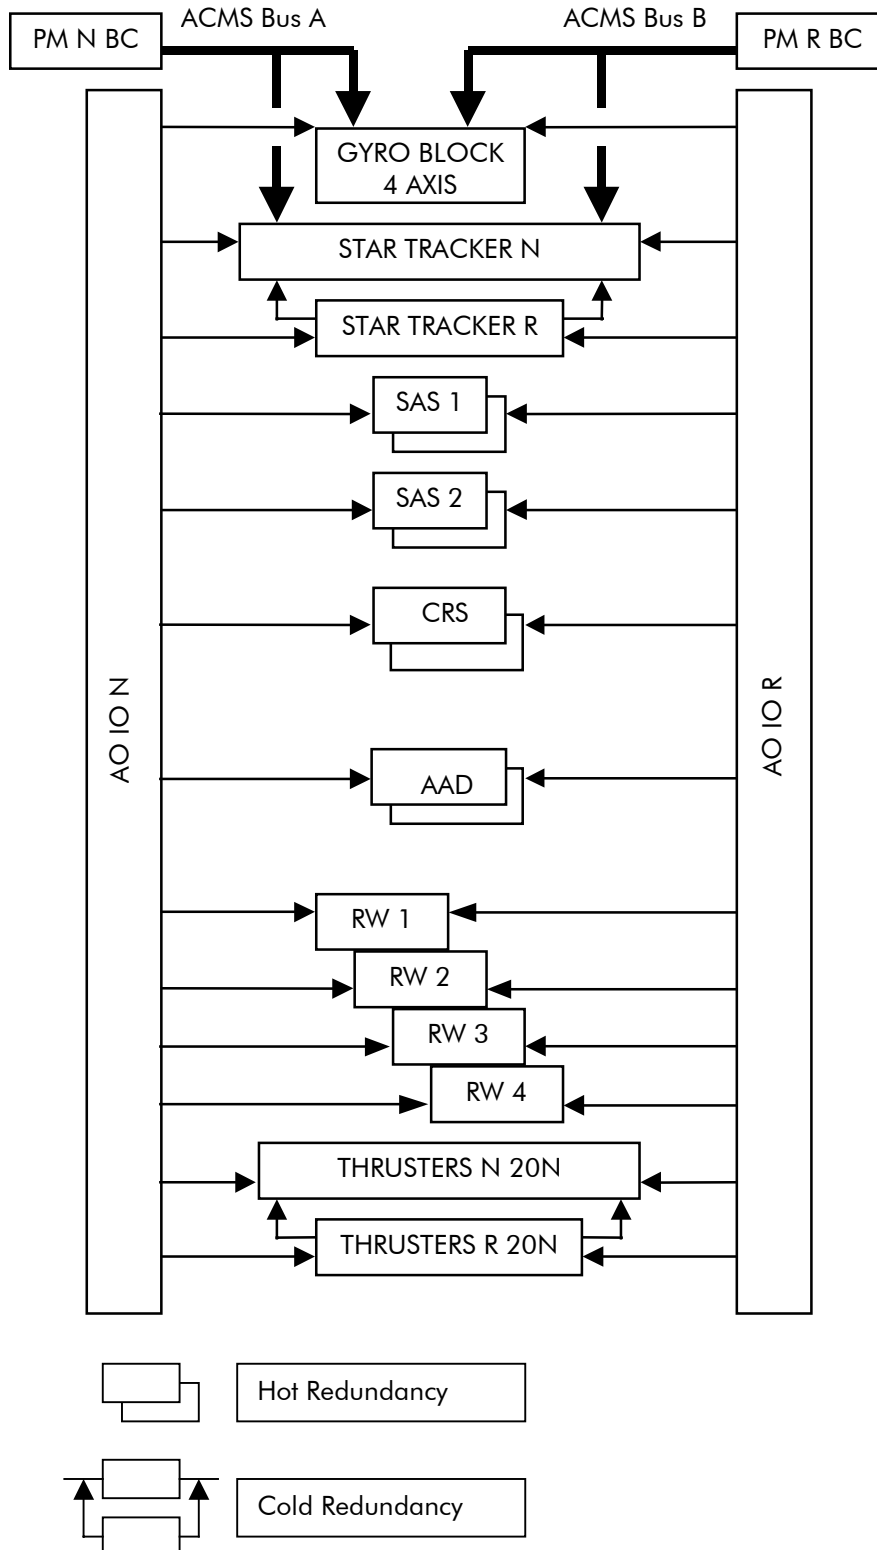 ACMS Bus A
ACMS Bus B
PM N BC
PM R BC
GYRO BLOCK
4 AXIS
STAR TRACKER N
STAR TRACKER R
SAS 1
SAS 2
CRS
AO IO N
AO IO R
AAD
RW 1
RW 2
RW 3
RW 4
THRUSTERS N 20N
THRUSTERS R 20N
Hot Redundancy
Cold Redundancy